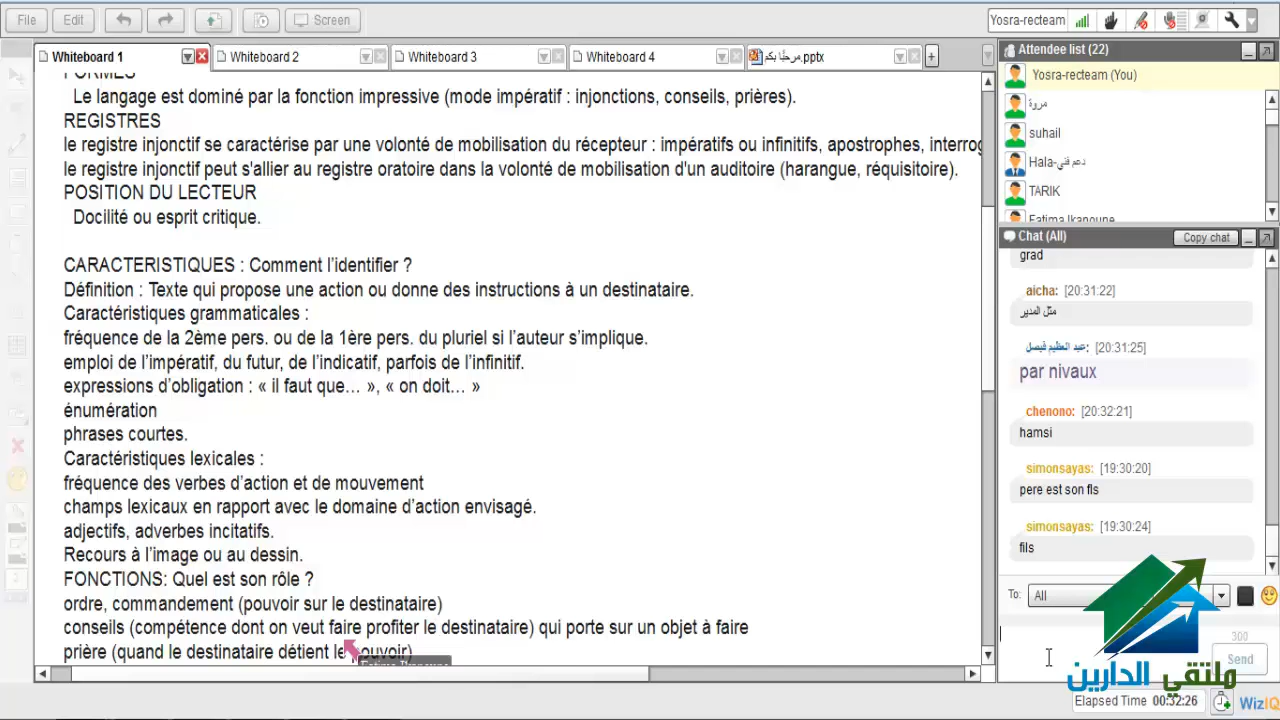 File
Edit
Screen
Yosra-recteam
Whiteboard 1
Whiteboard 2
Whiteboard 3
Whiteboard 4
مرحبًا بكم.pptx
FORMES
Le langage est dominé par la fonction impressive (mode impératif : injonctions, conseils, prières).
REGISTRES
le registre injonctif se caractérise par une volonté de mobilisation du récepteur : impératifs ou infinitifs, apostrophes, interrog
le registre injonctif peut s'allier au registre oratoire dans la volonté de mobilisation d'un auditoire (harangue, réquisitoire).
POSITION DU LECTEUR
Docilité ou esprit critique.
CARACTERISTIQUES : Comment l’identifier ?
Définition : Texte qui propose une action ou donne des instructions à un destinataire.
Caractéristiques grammaticales :
fréquence de la 2ème pers. ou de la 1ère pers. du pluriel si l’auteur s’implique.
emploi de l’impératif, du futur, de l’indicatif, parfois de l’infinitif.
expressions d’obligation : « il faut que… », « on doit… »
énumération
phrases courtes.
Caractéristiques lexicales :
fréquence des verbes d’action et de mouvement
champs lexicaux en rapport avec le domaine d’action envisagé.
adjectifs, adverbes incitatifs.
Recours à l’image ou au dessin.
FONCTIONS: Quel est son rôle ?
ordre, commandement (pouvoir sur le destinataire)
conseils (compétence dont on veut faire profiter le destinataire) qui porte sur un objet à faire
prière (quand le destinataire détient le pouvoir)
Attendee list (22)
Yosra-recteam (You)
مروة
suhail
Hala-دعم فني
TARIK
Fatima Ikanoune
Chat (All)
Copy chat
grad
aicha: [20:31:22]
مثل المدير
عبد العظيم فيصل: [20:31:25]
par nivaux
chenono: [20:32:21]
hamsi
simonsayas: [19:30:20]
pere est son fls
simonsayas: [19:30:24]
fils
To: All
300
Send
ملتقي الدارين
Elapsed Time 00:32:26
WizIQ